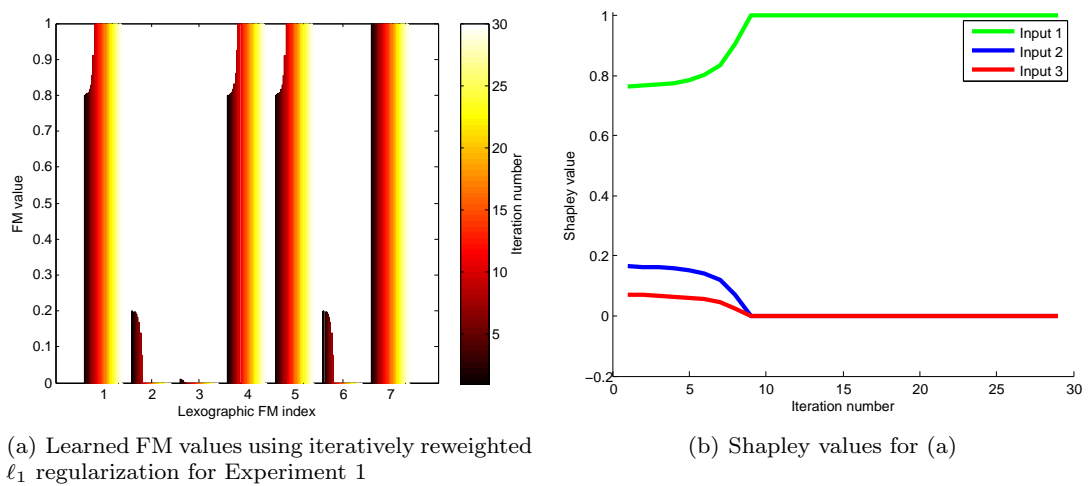 1
0.9
0.8
0.7
0.6
0.5
0.4
0.3
0.2
0.1
0
FM value
1 2 3 4 5 6 7
Lexographic FM index
30
25
20
15
10
5
Iteration number
1
0.8
0.6
0.4
0.2
0
−0.2
Shapley value
0 5 10 15 20 25 30
Iteration number
Input 1
Input 2
Input 3
(a) Learned FM values using iteratively reweighted
ℓ1 regularization for Experiment 1
(b) Shapley values for (a)